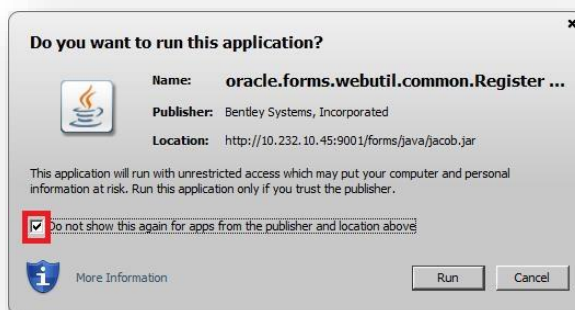 Do you want to run this application?
Name: oracle.forms.webutil.common.Register ...
Publisher: Bentley Systems, Incorporated
Location: http://10.232.10.45:9001/forms/java/jacob.jar
This application will run with unrestricted access which may put your computer and personal
information at risk. Run this application only if you trust the publisher.
Do not show this again for apps from the publisher and location above
More Information
Run
Cancel